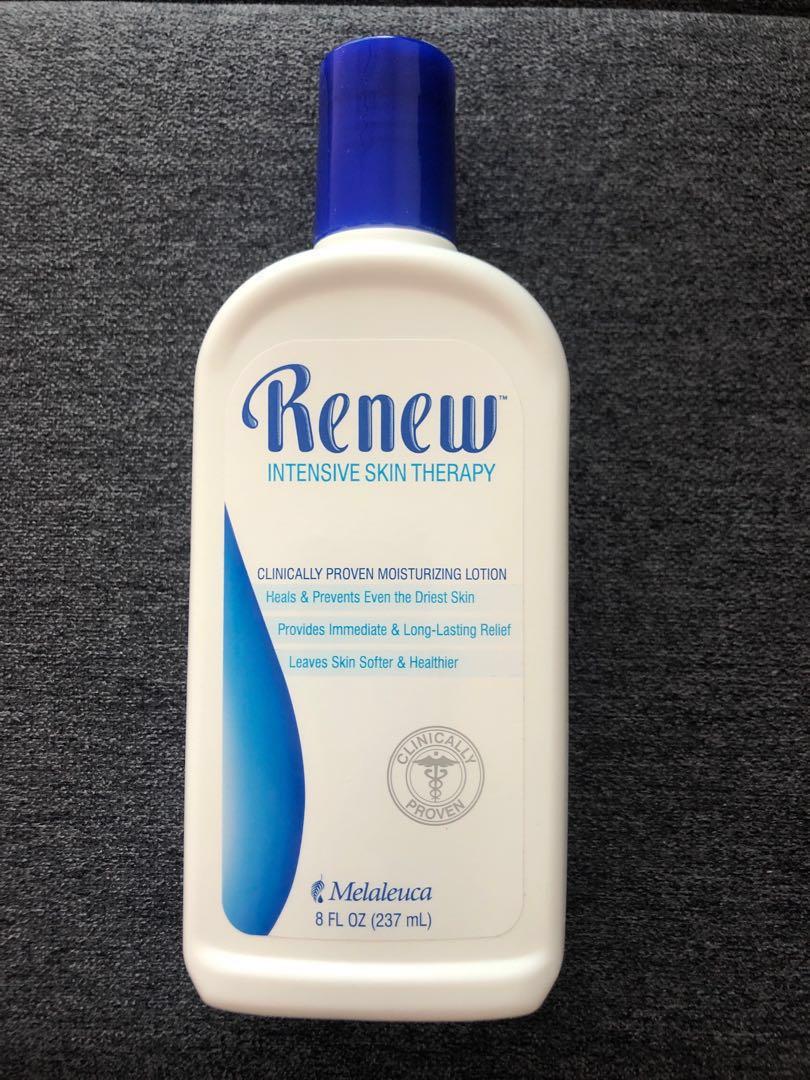 Renew™
INTENSIVE SKIN THERAPY
CLINICALLY PROVEN MOISTURIZING LOTION
Heals & Prevents Even the Driest Skin
Provides Immediate & Long-Lasting Relief
Leaves Skin Softer & Healthier
CLINICALLY
PROVEN
Melaleuca
8 FL OZ (237 mL)